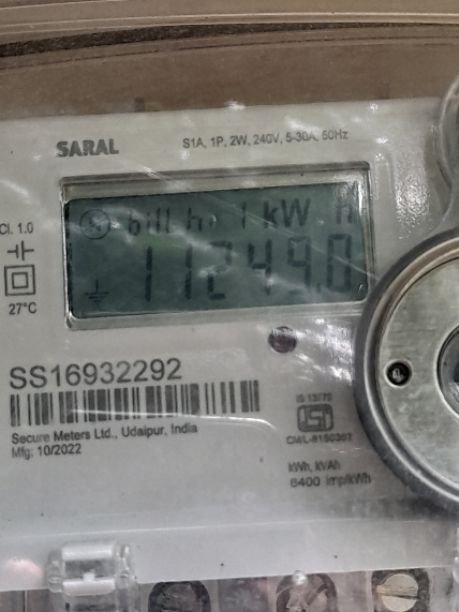 SARAL
S1A, 1P, 2W, 240V, 5-30A, 50Hz
Cl. 1.0
27°C
bill h 1 kW h
11249.0
SS16932292
Secure Meters Ltd., Udaipur, India
Mfg: 10/2022
IS 13779
ISI
kWh, kVAh
6400 imp/kWh